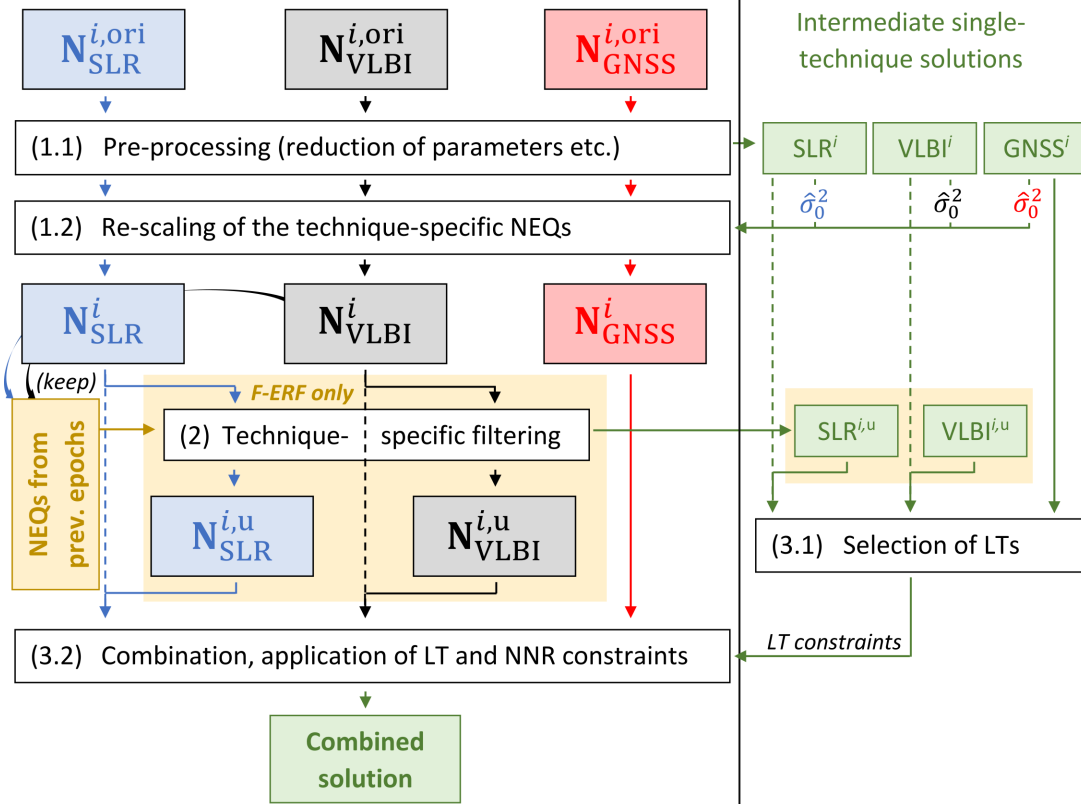 N^{i,ori}_{SLR}
N^{i,ori}_{VLBI}
N^{i,ori}_{GNSS}
Intermediate single-
technique solutions
(1.1) Pre-processing (reduction of parameters etc.)
SLR^i
VLBI^i
GNSS^i
σ̂₀²
σ̂₀²
σ̂₀²
(1.2) Re-scaling of the technique-specific NEQs
N^i_{SLR}
N^i_{VLBI}
N^i_{GNSS}
(keep)
F-ERF only
NEQs from
prev. epochs
(2) Technique- specific filtering
SLR^{i,u}
VLBI^{i,u}
N^{i,u}_{SLR}
N^{i,u}_{VLBI}
(3.1) Selection of LTs
LT constraints
(3.2) Combination, application of LT and NNR constraints
Combined
solution